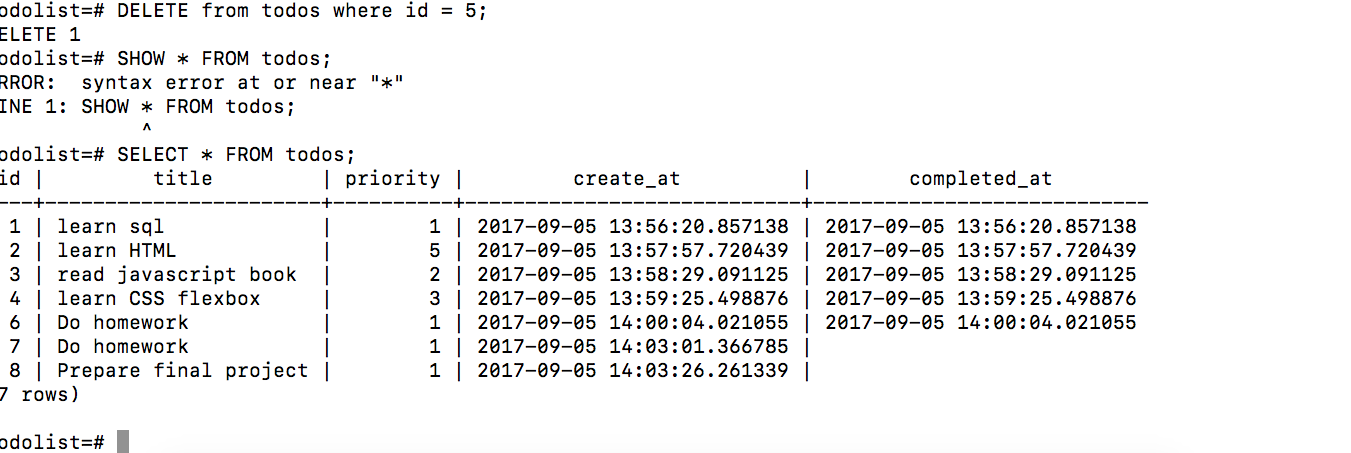 odolist=# DELETE from todos where id = 5;
ELETE 1
odolist=# SHOW * FROM todos;
RROR:  syntax error at or near "*"
INE 1: SHOW * FROM todos;
            ^
odolist=# SELECT * FROM todos;
id |         title         | priority |         create_at          |        completed_at
---+-----------------------+----------+----------------------------+----------------------------
 1 | learn sql             |        1 | 2017-09-05 13:56:20.857138 | 2017-09-05 13:56:20.857138
 2 | learn HTML            |        5 | 2017-09-05 13:57:57.720439 | 2017-09-05 13:57:57.720439
 3 | read javascript book  |        2 | 2017-09-05 13:58:29.091125 | 2017-09-05 13:58:29.091125
 4 | learn CSS flexbox     |        3 | 2017-09-05 13:59:25.498876 | 2017-09-05 13:59:25.498876
 6 | Do homework           |        1 | 2017-09-05 14:00:04.021055 | 2017-09-05 14:00:04.021055
 7 | Do homework           |        1 | 2017-09-05 14:03:01.366785 |
 8 | Prepare final project |        1 | 2017-09-05 14:03:26.261339 |
7 rows)
odolist=#